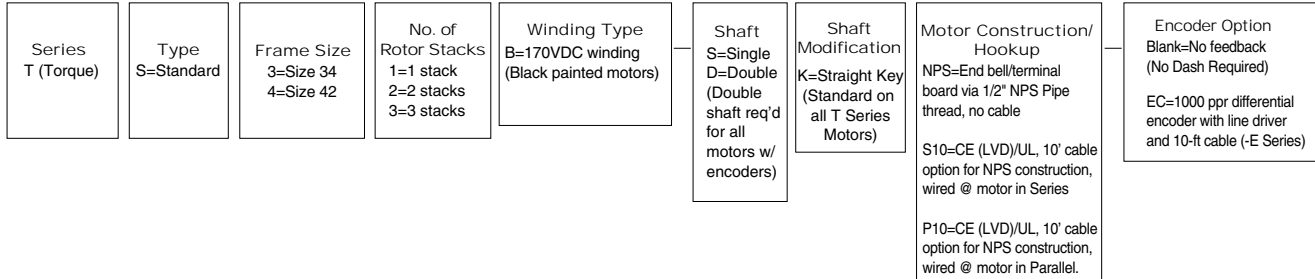 Series
T (Torque)
Type
S=Standard
Frame Size
3=Size 34
4=Size 42
No. of
Rotor Stacks
1=1 stack
2=2 stacks
3=3 stacks
Winding Type
B=170VDC winding
(Black painted motors)
—
Shaft
S=Single
D=Double
(Double
shaft req'd
for all
motors w/
encoders)
Shaft
Modification
K=Straight Key
(Standard on
all T Series
Motors)
Motor Construction/
Hookup
NPS=End bell/terminal
board via 1/2" NPS Pipe
thread, no cable
S10=CE (LVD)/UL, 10’ cable
option for NPS construction,
wired @ motor in Series
P10=CE (LVD)/UL, 10’ cable
option for NPS construction,
wired @ motor in Parallel.
—
Encoder Option
Blank=No feedback
(No Dash Required)
EC=1000 ppr differential
encoder with line driver
and 10-ft cable (-E Series)